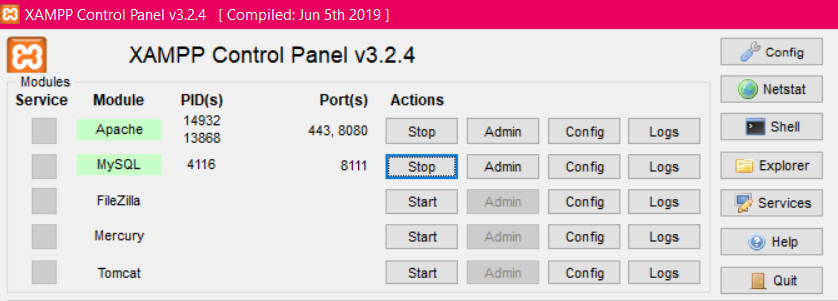 XAMPP Control Panel v3.2.4 [ Compiled: Jun 5th 2019 ]
XAMPP Control Panel v3.2.4
Modules
Service Module PID(s) Port(s) Actions
Apache 14932 13868 443, 8080 Stop Admin Config Logs
MySQL 4116 8111 Stop Admin Config Logs
FileZilla Start Admin Config Logs
Mercury Start Admin Config Logs
Tomcat Start Admin Config Logs
Config
Netstat
Shell
Explorer
Services
Help
Quit